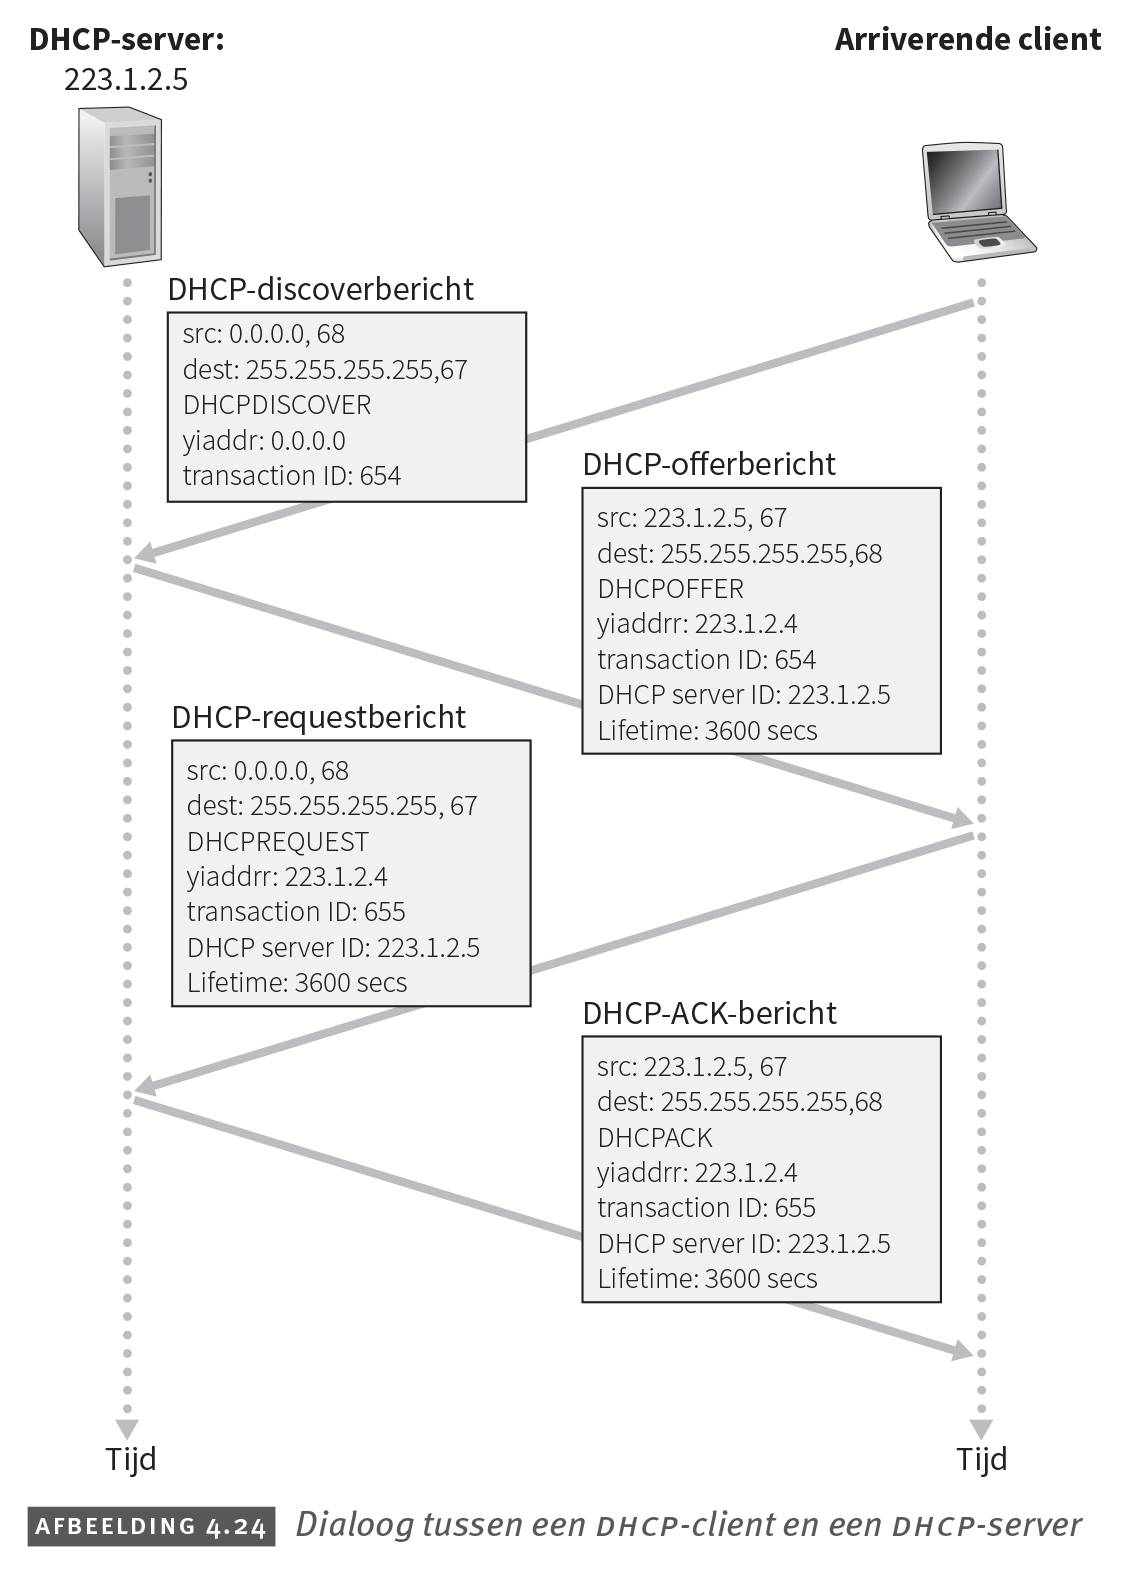 DHCP-server:
223.1.2.5
Arriverende client
DHCP-discoverbericht
src: 0.0.0.0, 68
dest: 255.255.255.255,67
DHCPDISCOVER
yiaddr: 0.0.0.0
transaction ID: 654
DHCP-offerbericht
src: 223.1.2.5, 67
dest: 255.255.255.255,68
DHCPOFFER
yiaddrr: 223.1.2.4
transaction ID: 654
DHCP server ID: 223.1.2.5
Lifetime: 3600 secs
DHCP-requestbericht
src: 0.0.0.0, 68
dest: 255.255.255.255, 67
DHCPREQUEST
yiaddrr: 223.1.2.4
transaction ID: 655
DHCP server ID: 223.1.2.5
Lifetime: 3600 secs
DHCP-ACK-bericht
src: 223.1.2.5, 67
dest: 255.255.255.255,68
DHCPACK
yiaddrr: 223.1.2.4
transaction ID: 655
DHCP server ID: 223.1.2.5
Lifetime: 3600 secs
Tijd
Tijd
AFBEELDING 4.24 Dialoog tussen een DHCP-client en een DHCP-server